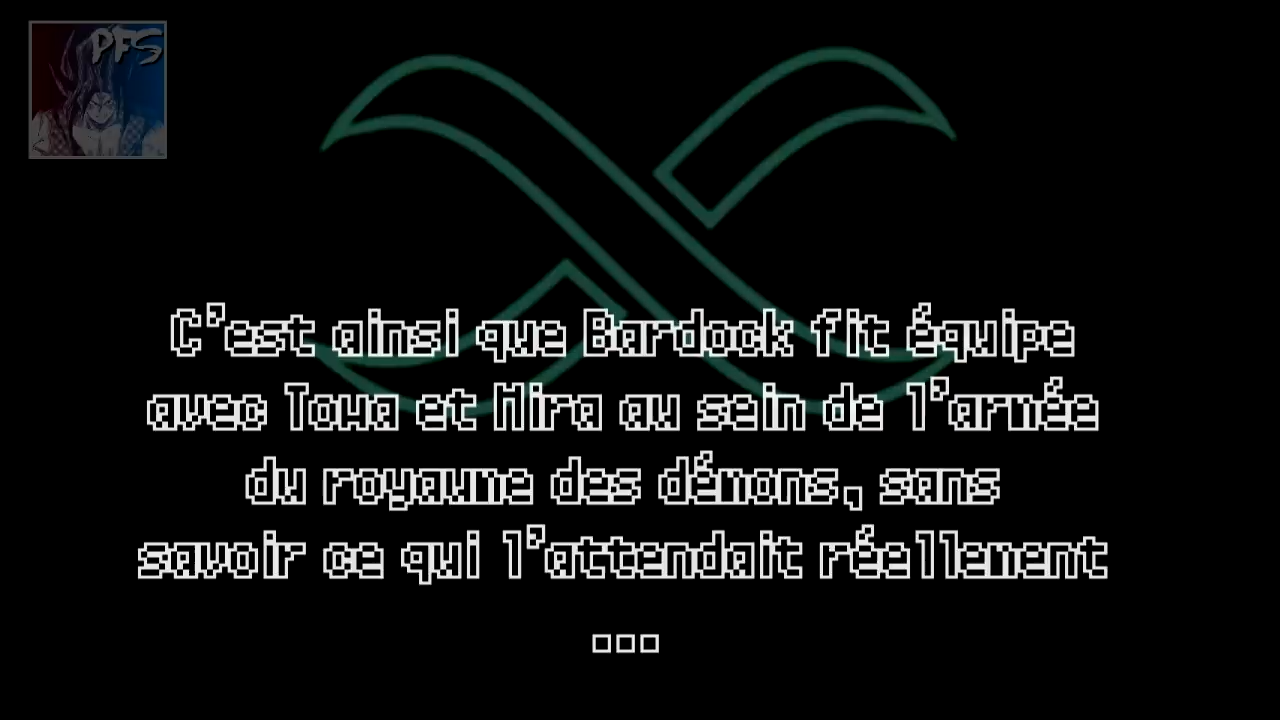 PFS
C'est ainsi que Bardock fit équipe
avec Towa et Mira au sein de l'armée
du royaume des démons, sans
savoir ce qui l'attendait réellement
...